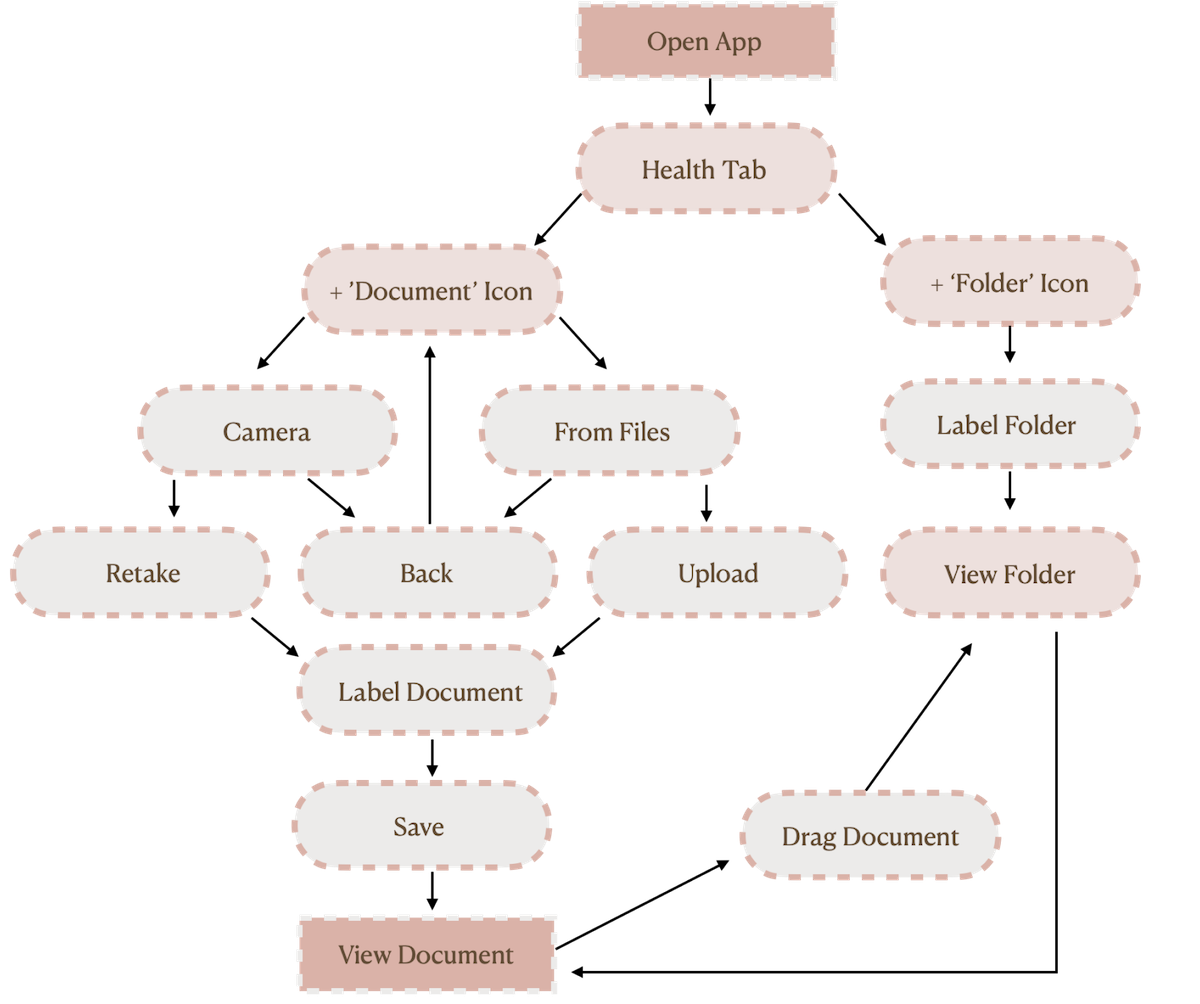 Open App
Health Tab
+ ’Document’ Icon
+ ‘Folder’ Icon
Camera
From Files
Label Folder
Retake
Back
Upload
View Folder
Label Document
Save
Drag Document
View Document